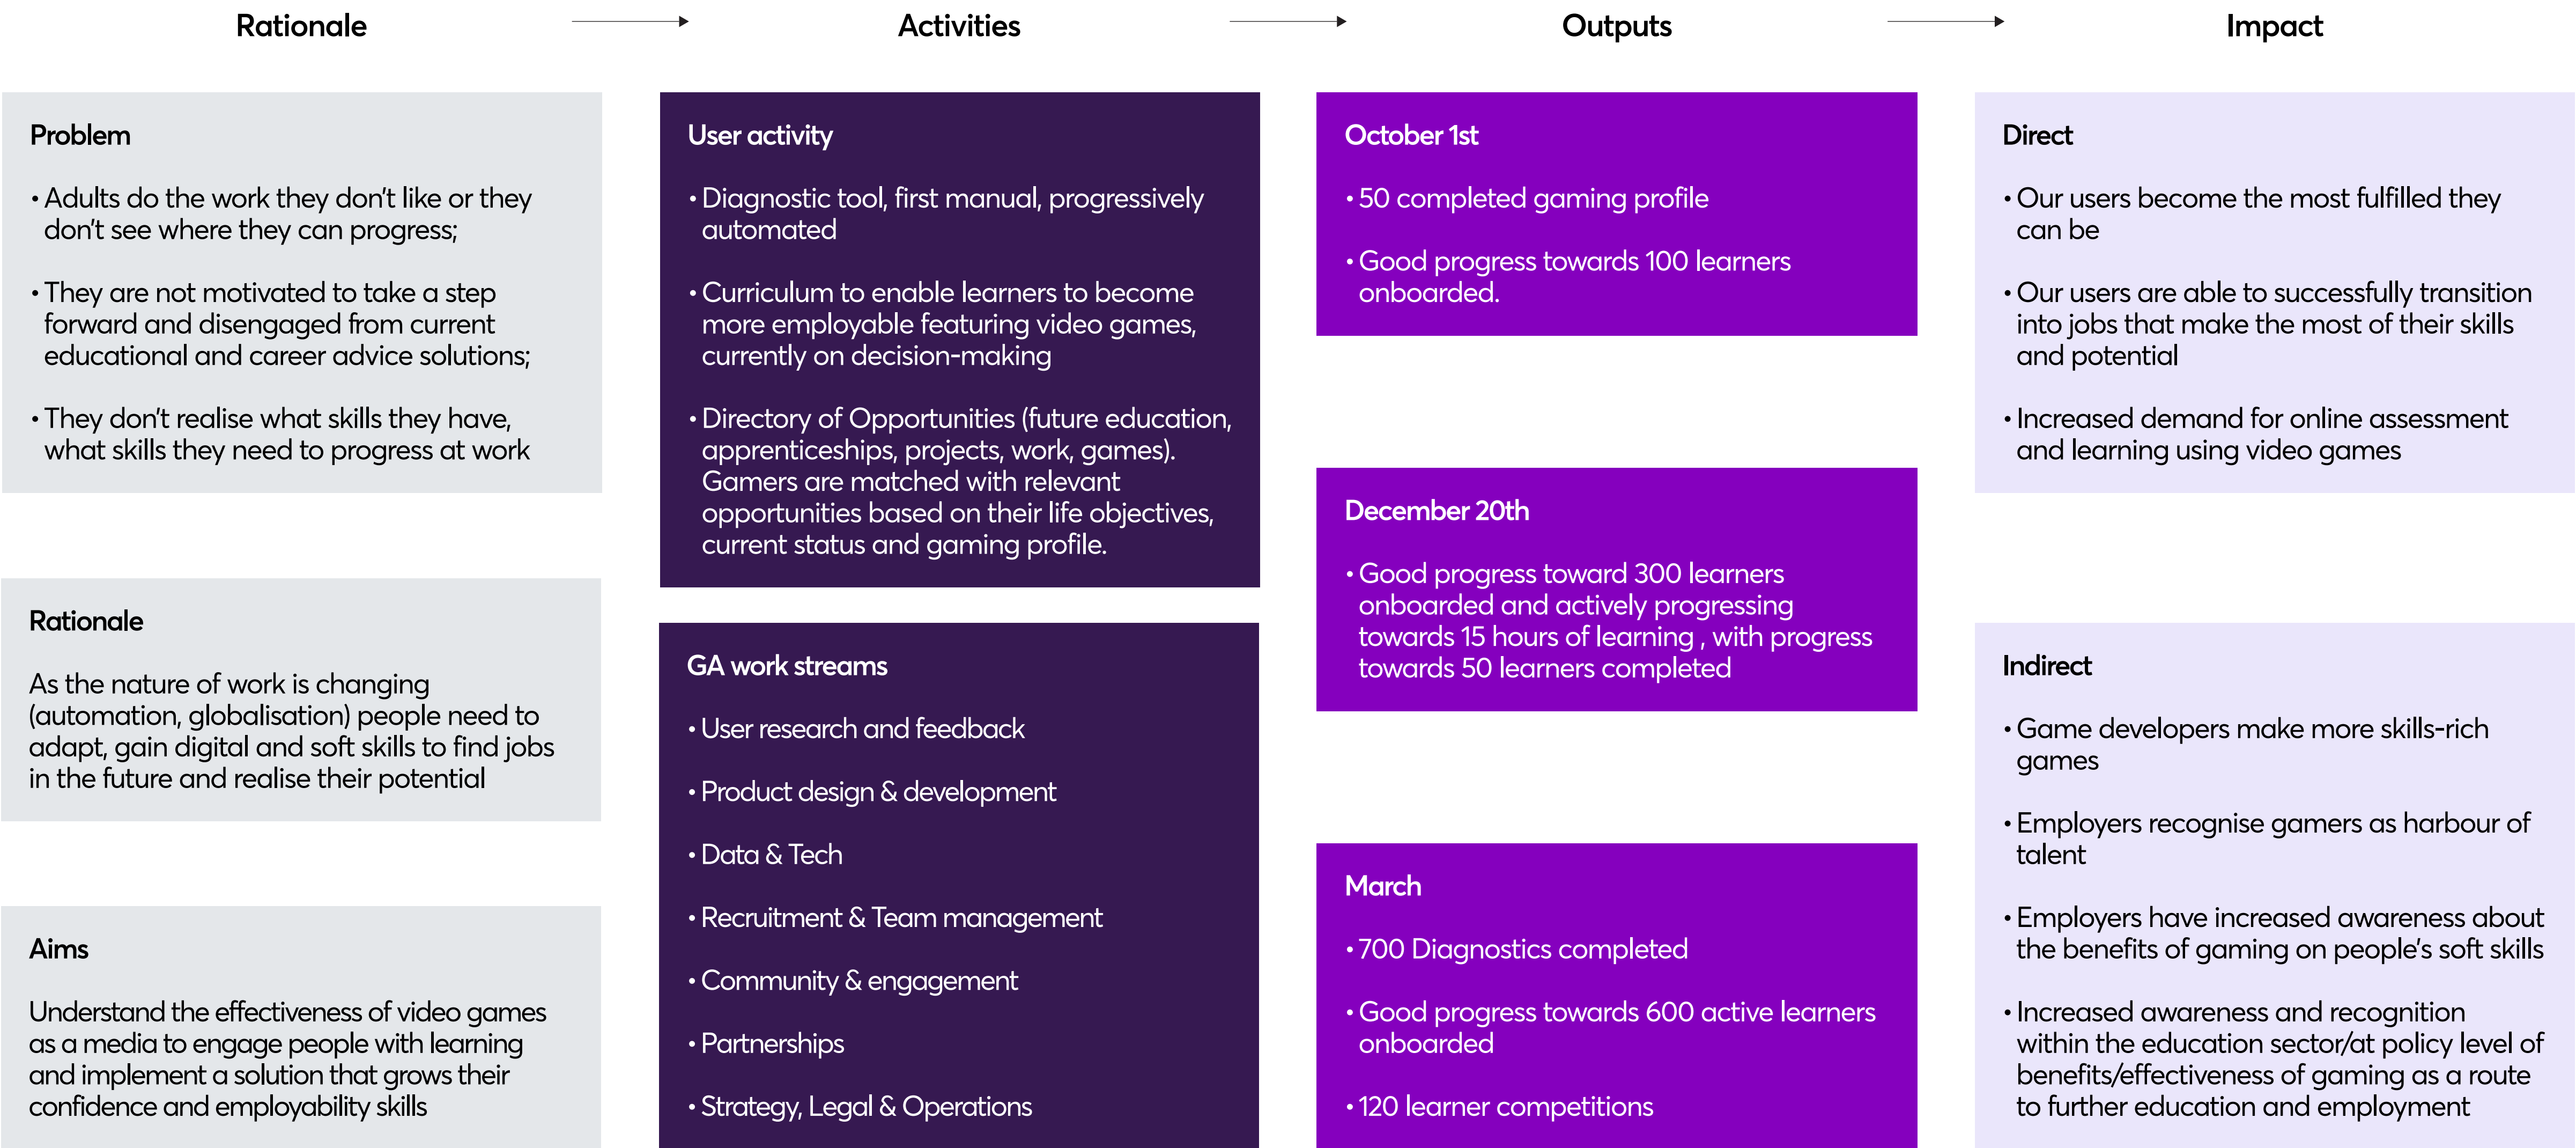 Rationale
Activities
Outputs
Impact
Problem
• Adults do the work they don't like or they
don't see where they can progress;
• They are not motivated to take a step
forward and disengaged from current
educational and career advice solutions;
• They don't realise what skills they have,
what skills they need to progress at work
Rationale
As the nature of work is changing
(automation, globalisation) people need to
adapt, gain digital and soft skills to find jobs
in the future and realise their potential
Aims
Understand the effectiveness of video games
as a media to engage people with learning
and implement a solution that grows their
confidence and employability skills
User activity
• Diagnostic tool, first manual, progressively
automated
• Curriculum to enable learners to become
more employable featuring video games,
currently on decision-making
• Directory of Opportunities (future education,
apprenticeships, projects, work, games).
Gamers are matched with relevant
opportunities based on their life objectives,
current status and gaming profile.
GA work streams
• User research and feedback
• Product design & development
• Data & Tech
• Recruitment & Team management
• Community & engagement
• Partnerships
• Strategy, Legal & Operations
October 1st
• 50 completed gaming profile
• Good progress towards 100 learners
onboarded.
December 20th
• Good progress toward 300 learners
onboarded and actively progressing
towards 15 hours of learning , with progress
towards 50 learners completed
March
• 700 Diagnostics completed
• Good progress towards 600 active learners
onboarded
• 120 learner competitions
Direct
• Our users become the most fulfilled they
can be
• Our users are able to successfully transition
into jobs that make the most of their skills
and potential
• Increased demand for online assessment
and learning using video games
Indirect
• Game developers make more skills-rich
games
• Employers recognise gamers as harbour of
talent
• Employers have increased awareness about
the benefits of gaming on people's soft skills
• Increased awareness and recognition
within the education sector/at policy level of
benefits/effectiveness of gaming as a route
to further education and employment